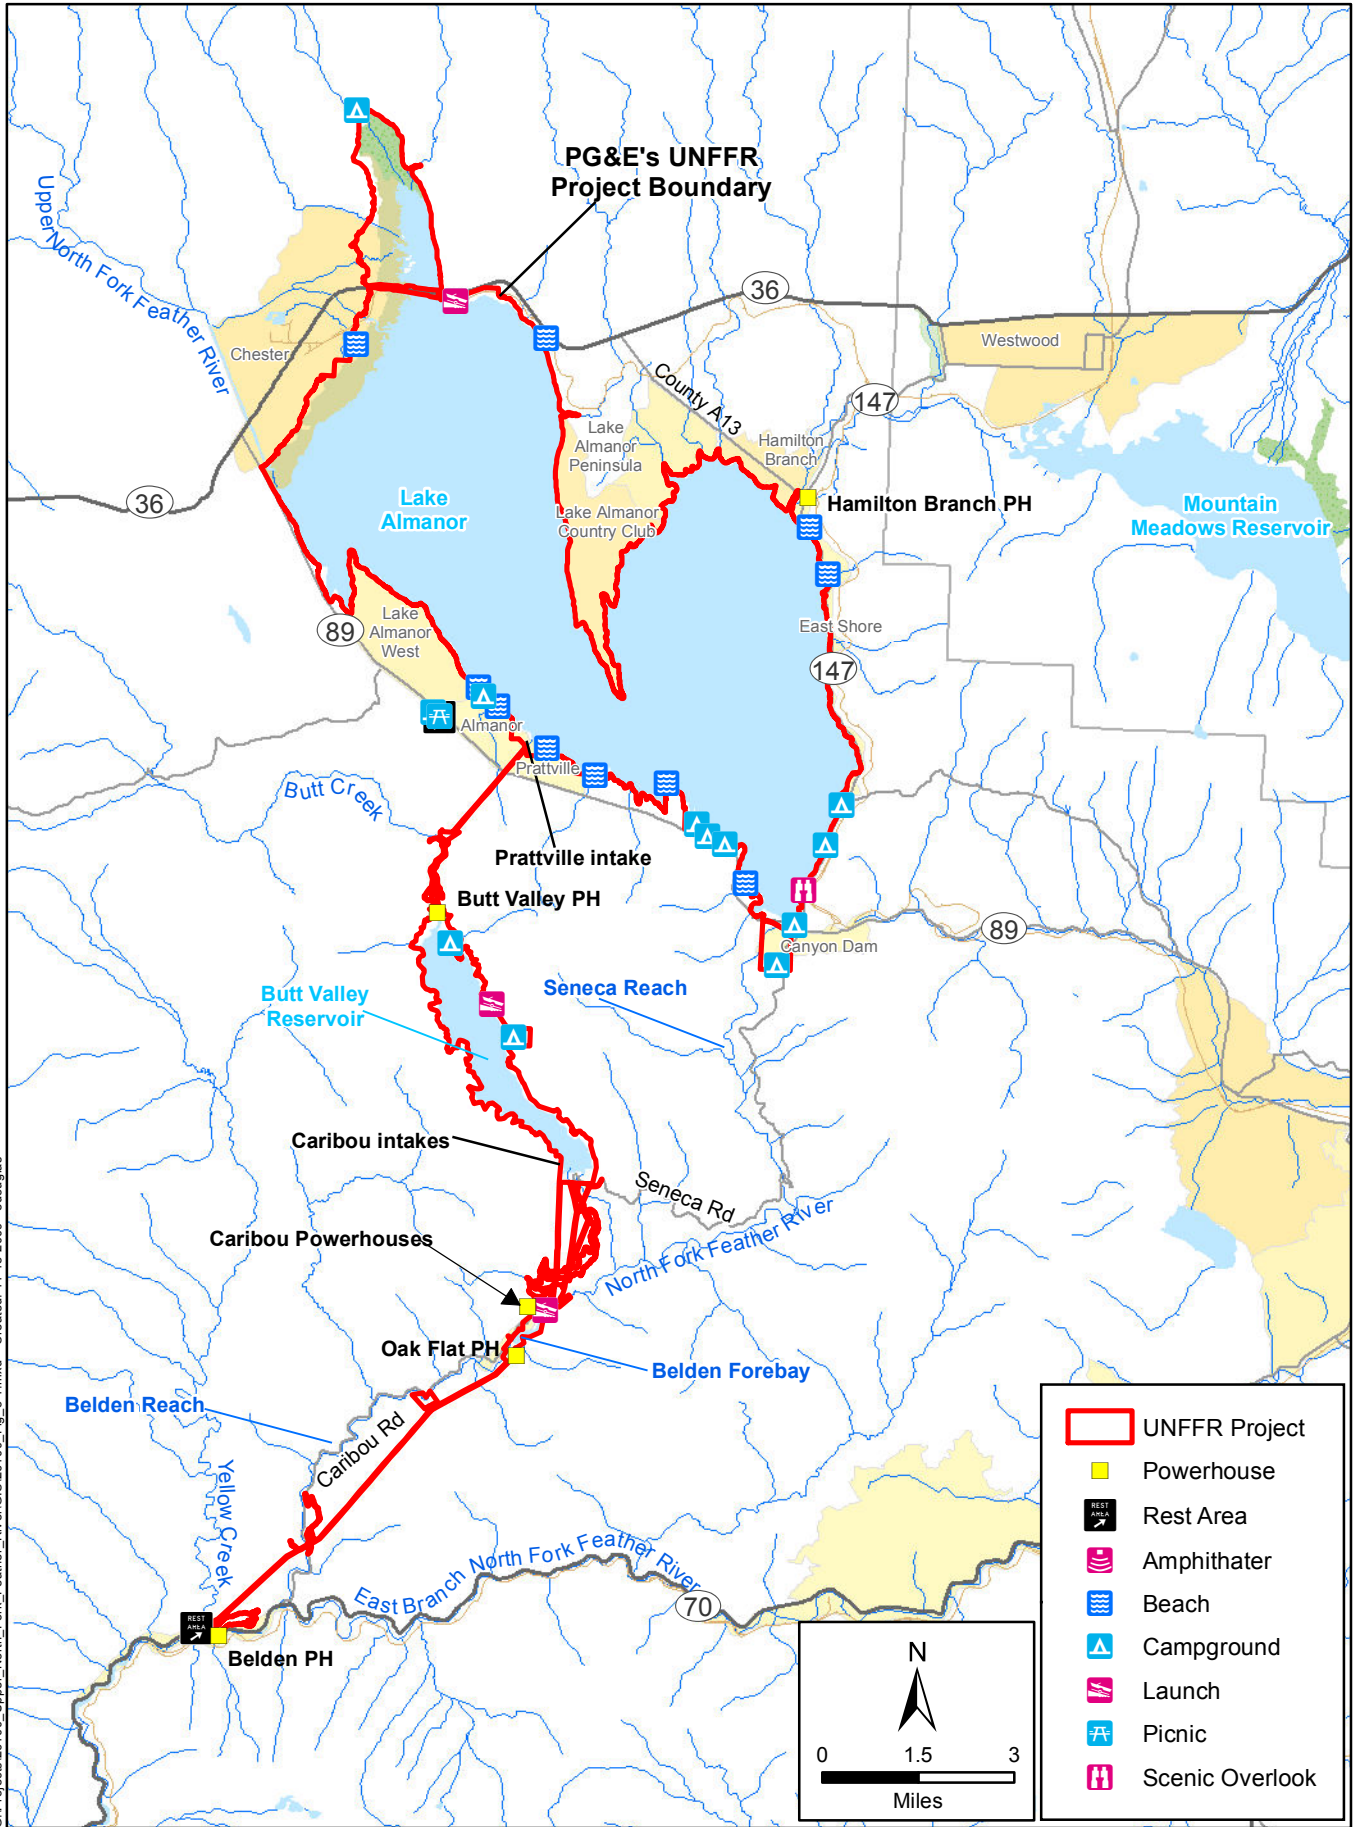 PG&E's UNFFR
Project Boundary
Upper North Fork Feather River
36
Chester
Westwood
County A13
147
Lake
Almanor
Peninsula
Hamilton
Branch
36
Lake
Almanor
Hamilton Branch PH
Mountain
Meadows Reservoir
Lake Almanor
Country Club
89
Lake
Almanor
West
East Shore
147
Almanor
Prattville
Butt Creek
Prattville intake
Butt Valley PH
89
Canyon Dam
Seneca Reach
Butt Valley
Reservoir
Caribou intakes
Seneca Rd
North Fork Feather River
Caribou Powerhouses
Oak Flat PH
Belden Forebay
Belden Reach
Caribou Rd
Yellow Creek
East Branch North Fork Feather River
70
REST
AREA
Belden PH
N
0 1.5 3
Miles
UNFFR Project
Powerhouse
REST
AREA
Rest Area
Amphithater
Beach
Campground
Launch
Picnic
Scenic Overlook